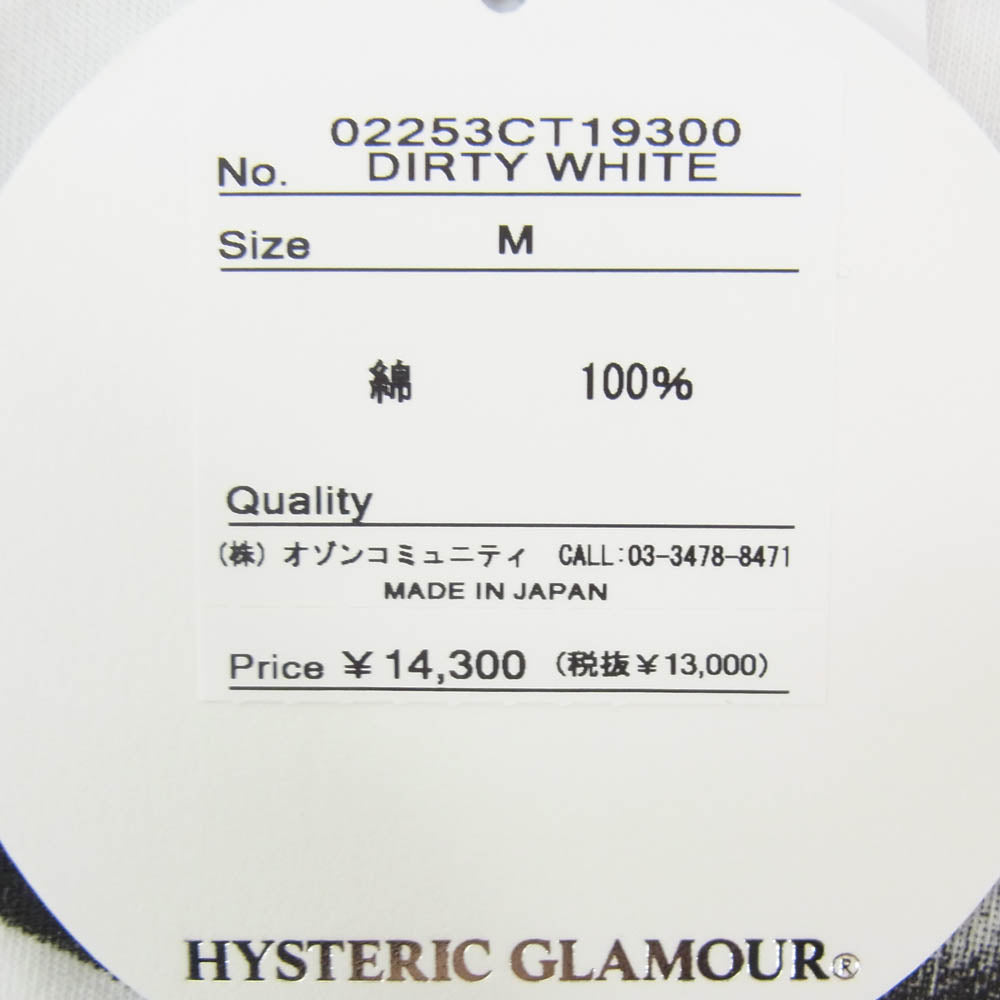 02253CT19300
No. DIRTY WHITE
Size M
綿 100%
Quality
(株) オゾンコミュニティ CALL:03-3478-8471
MADE IN JAPAN
Price ¥14,300 (税抜¥13,000)
HYSTERIC GLAMOUR®